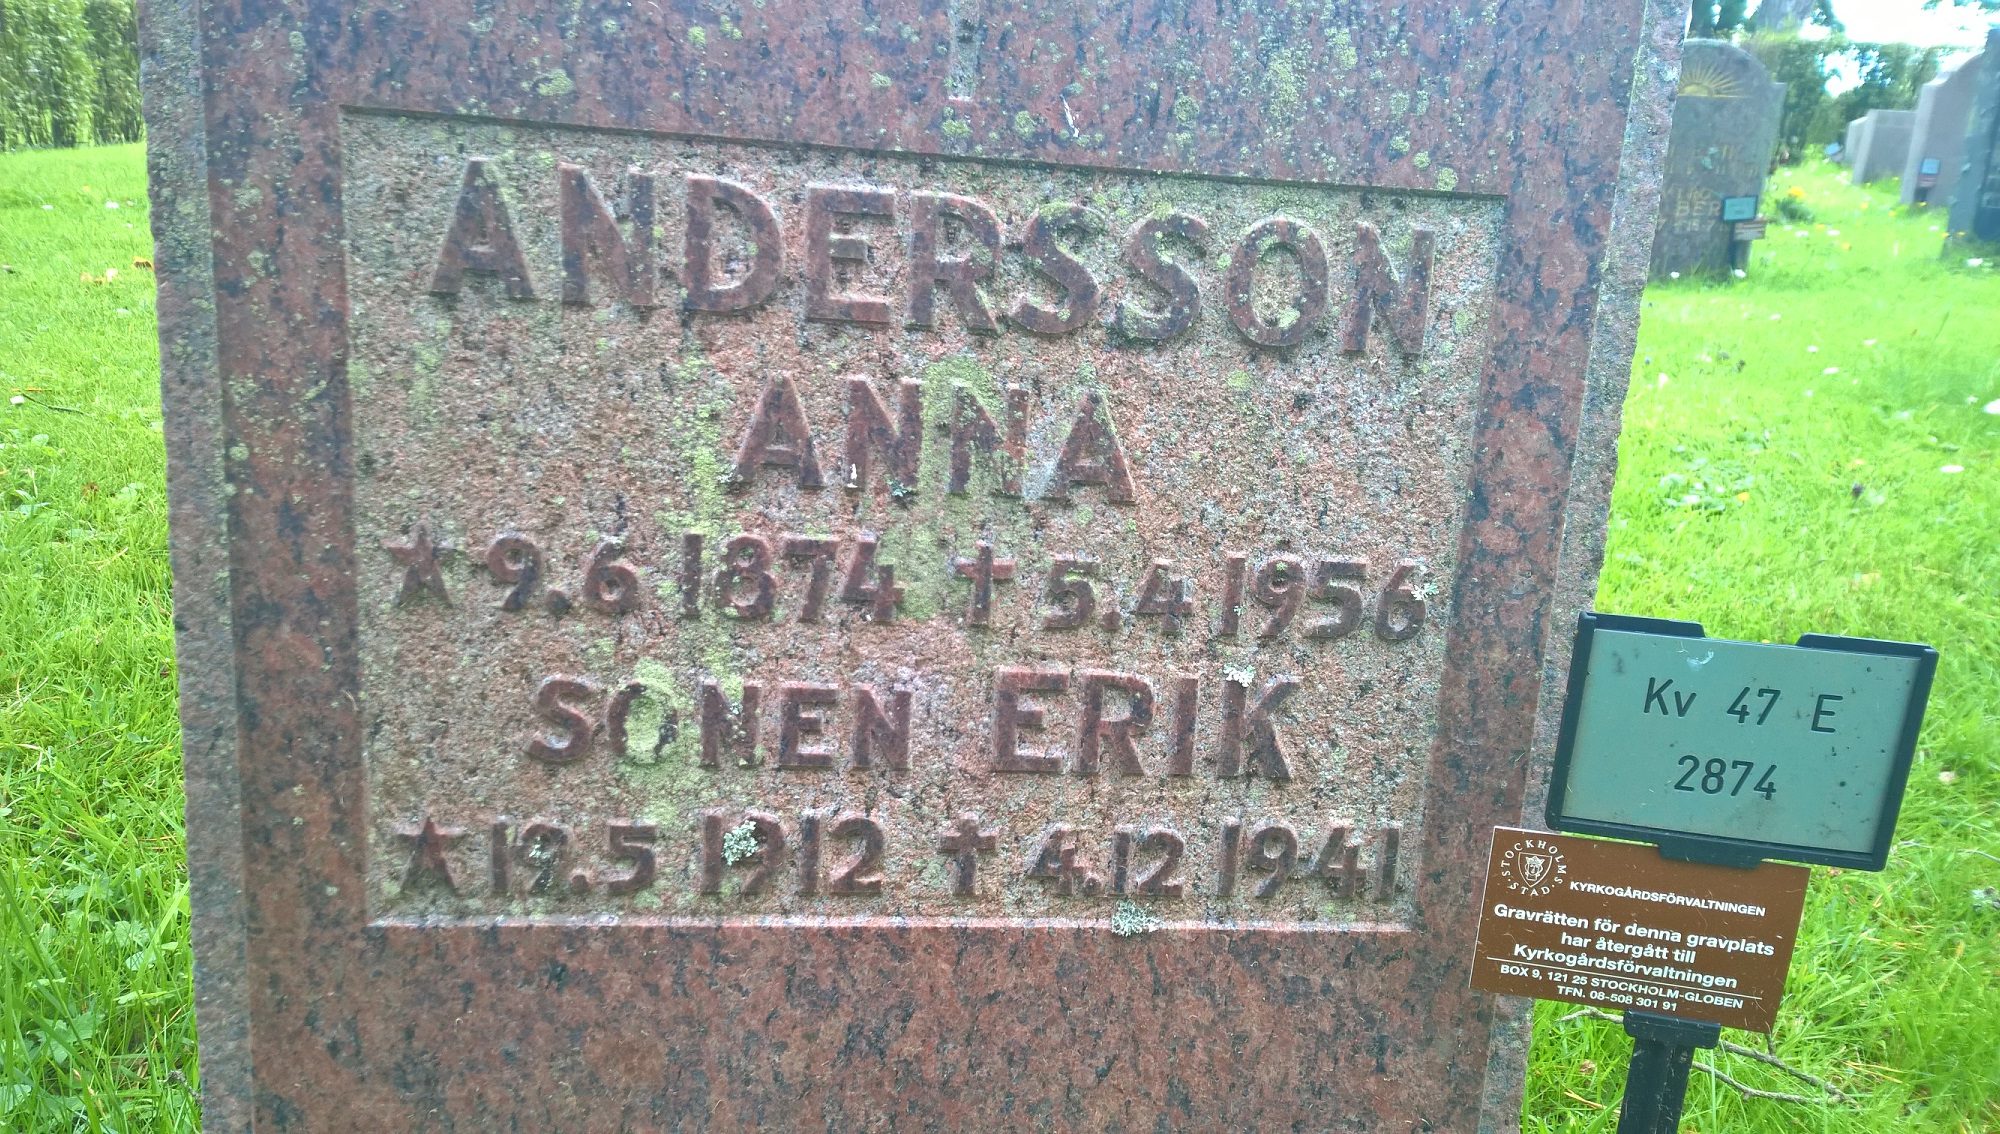 ANDERSSON
ANNA
★ 9.6 1874 † 5.4 1956
SONEN ERIK
★ 19.5 1912 † 4.12 1941
Kv 47 E
2874
STOCKHOLMS STAD
KYRKOGÅRDSFÖRVALTNINGEN
Gravrätten för denna gravplats
har återgått till
Kyrkogårdsförvaltningen
BOX 9, 121 25 STOCKHOLM-GLOBEN
TFN. 08-508 301 91